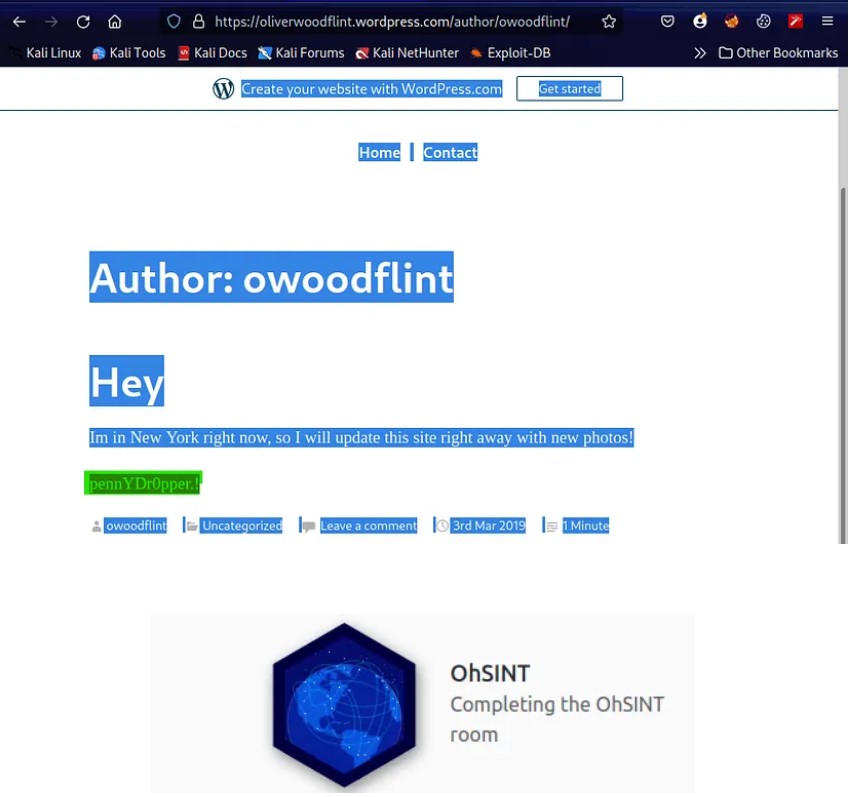 https://oliverwoodflint.wordpress.com/author/owoodflint/
Kali Linux Kali Tools Kali Docs Kali Forums Kali NetHunter Exploit-DB Other Bookmarks
Create your website with WordPress.com Get started
Home Contact
Author: owoodflint
Hey
Im in New York right now, so I will update this site right away with new photos!
pennYDr0pper.!
owoodflint Uncategorized Leave a comment 3rd Mar 2019 1 Minute
OhSINT
Completing the OhSINT
room